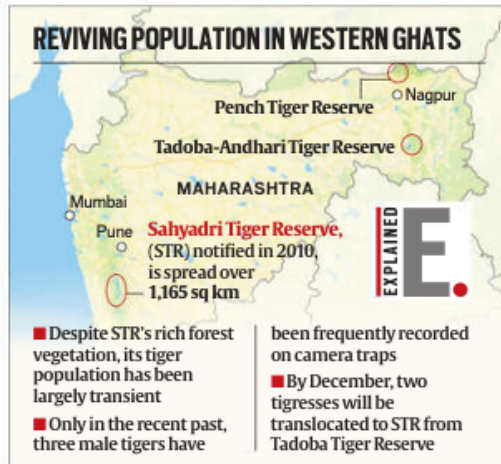 REVIVING POPULATION IN WESTERN GHATS
Pench Tiger Reserve
Nagpur
Tadoba-Andhari Tiger Reserve
MAHARASHTRA
Mumbai
Pune
Sahyadri Tiger Reserve,
(STR) notified in 2010,
is spread over
1,165 sq km
EXPLAINED
E.
■ Despite STR's rich forest
vegetation, its tiger
population has been
largely transient
■ Only in the recent past,
three male tigers have
been frequently recorded
on camera traps
■ By December, two
tigresses will be
translocated to STR from
Tadoba Tiger Reserve